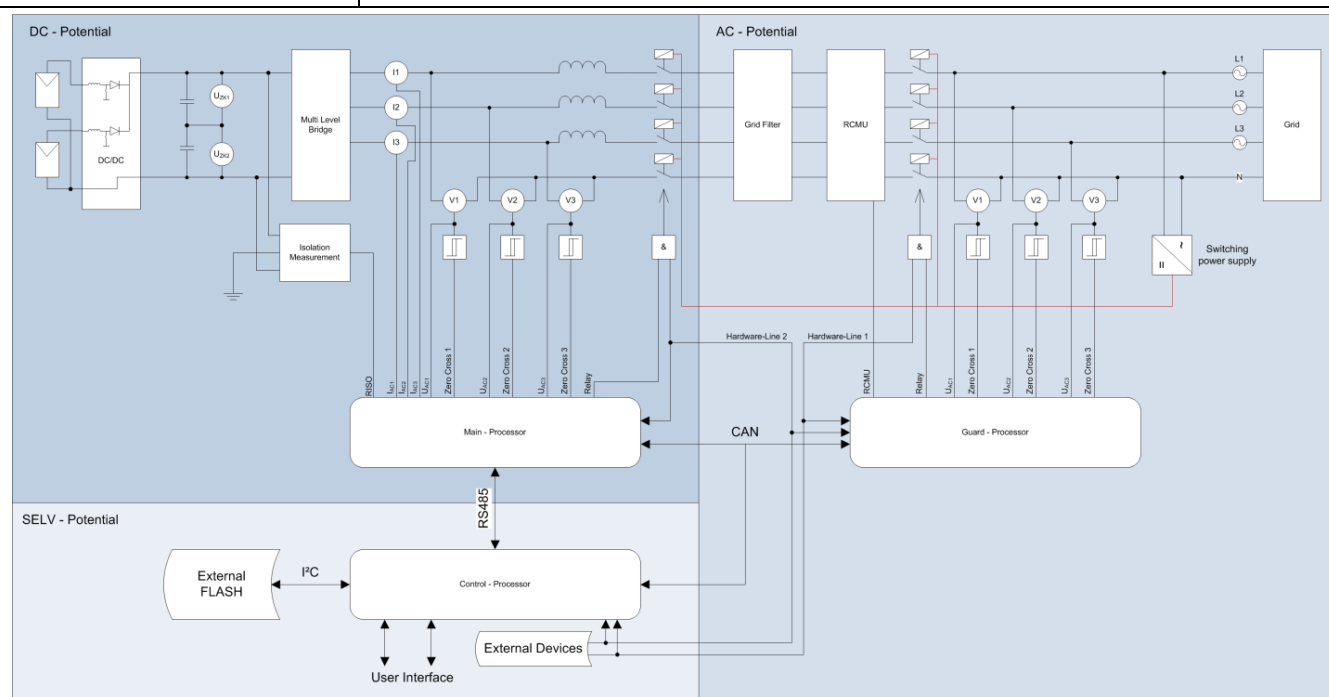 DC - Potential
AC - Potential
L1
L2
L3
N
I1
I2
I3
U_ZK1
U_ZK2
DC/DC
Multi Level
Bridge
Grid Filter
RCMU
Grid
V1
V2
V3
V1
V2
V3
Isolation
Measurement
&
&
~
=
Switching
power supply
Hardware-Line 2
Hardware-Line 1
RISO
I_AC1
I_AC2
I_AC3
U_AC1
Zero Cross 1
U_AC2
Zero Cross 2
U_AC3
Zero Cross 3
Relay
RCMU
Relay
U_AC1
Zero Cross 1
U_AC2
Zero Cross 2
U_AC3
Zero Cross 3
Main - Processor
CAN
Guard - Processor
RS485
SELV - Potential
External
FLASH
I²C
Control - Processor
External Devices
User Interface